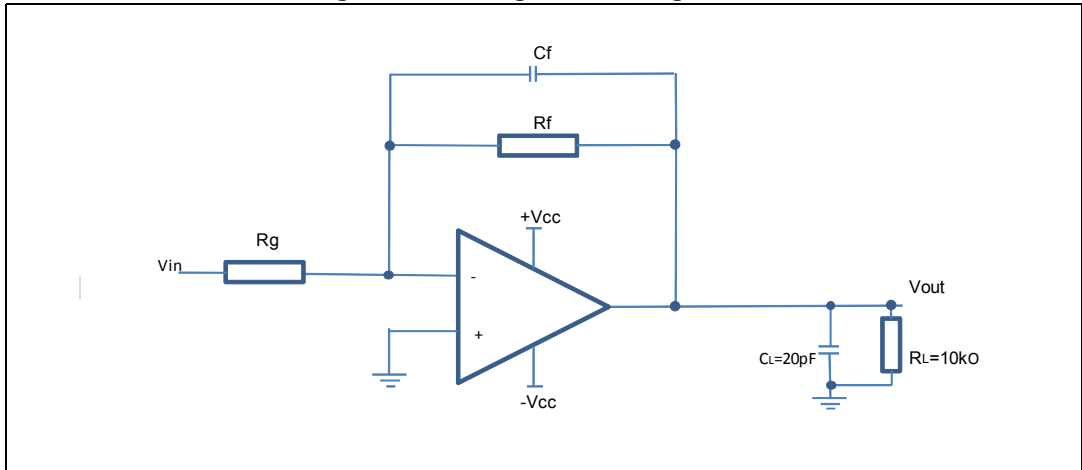 Cf
Rf
+Vcc
Rg
Vin
-
+
Vout
CL=20pF
RL=10kO
-Vcc